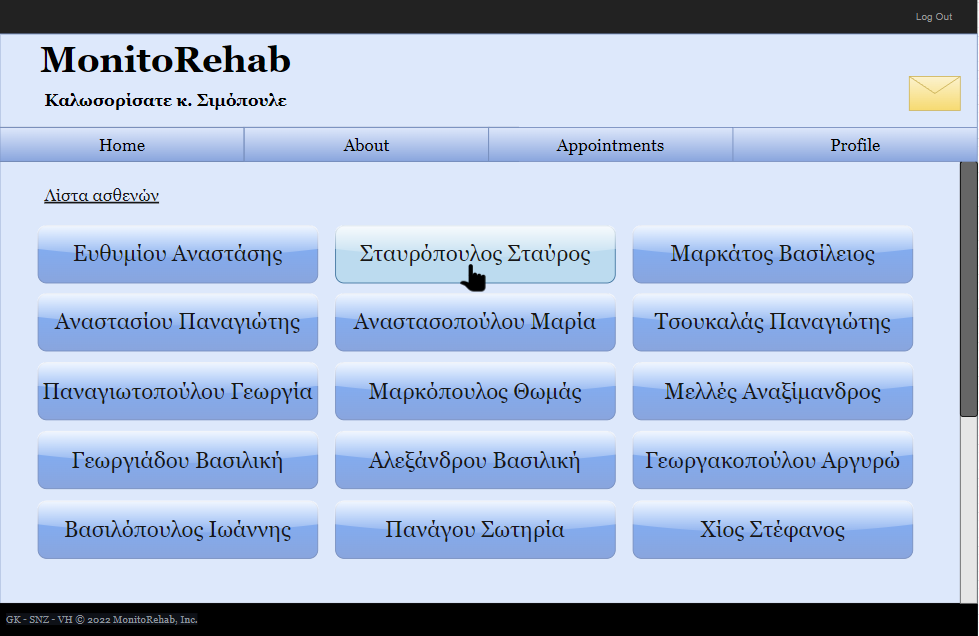 Log Out
MonitoRehab
Καλωσορίσατε κ. Σιμόπουλε
Home About Appointments Profile
Λίστα ασθενών
Ευθυμίου Αναστάσης Σταυρόπουλος Σταύρος Μαρκάτος Βασίλειος
Αναστασίου Παναγιώτης Αναστασοπούλου Μαρία Τσουκαλάς Παναγιώτης
Παναγιωτοπούλου Γεωργία Μαρκόπουλος Θωμάς Μελλές Αναξίμανδρος
Γεωργιάδου Βασιλική Αλεξάνδρου Βασιλική Γεωργακοπούλου Αργυρώ
Βασιλόπουλος Ιωάννης Πανάγου Σωτηρία Χίος Στέφανος
GK - SNZ - VH © 2022 MonitoRehab, Inc.